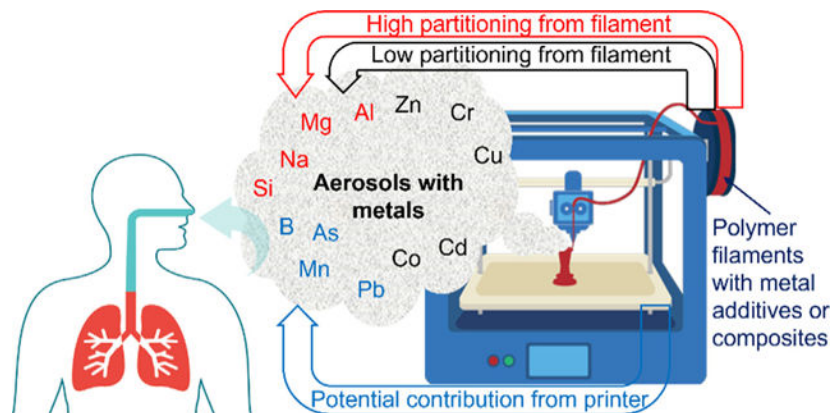 High partitioning from filament
Low partitioning from filament
Mg
Al
Zn
Cr
Na
Cu
Si
Aerosols with
metals
B
As
Mn
Pb
Co
Cd
Polymer
filaments
with metal
additives or
composites
Potential contribution from printer